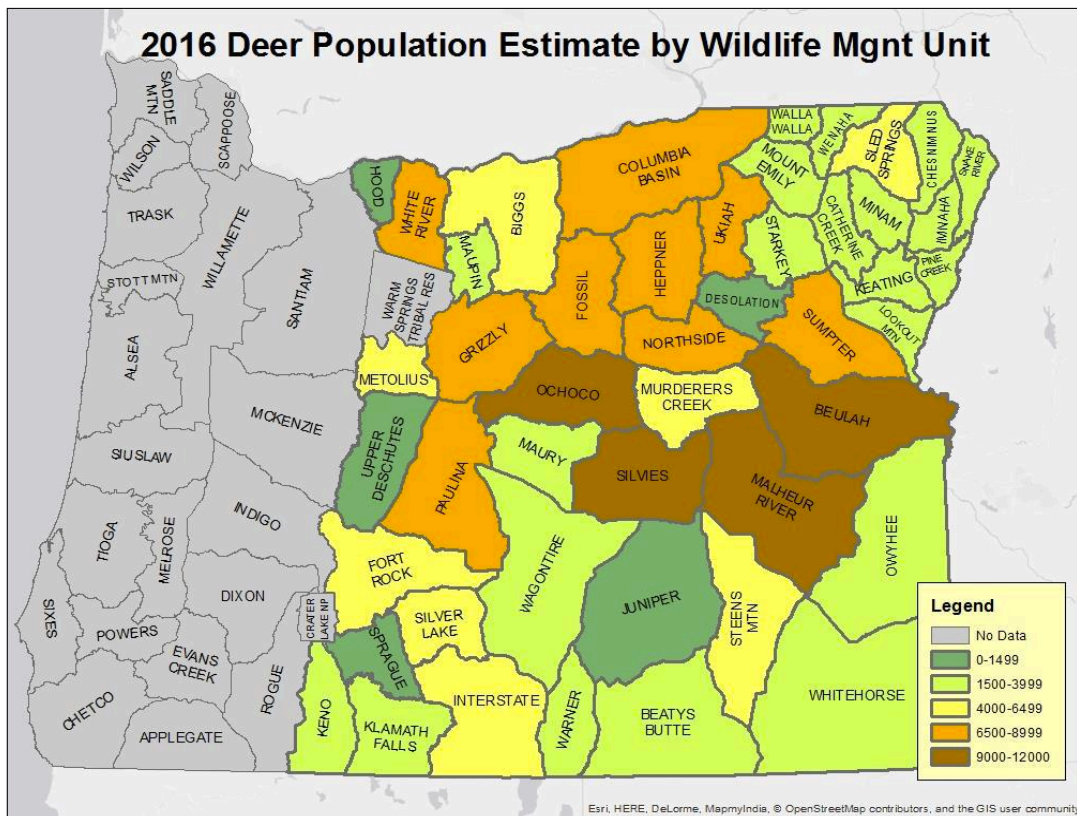 2016 Deer Population Estimate by Wildlife Mgnt Unit
SADDLE
MTN
SCAPPOOSE
WILSON
TRASK
WILLAMETTE
STOTT MTN
SANTIAM
ALSEA
MCKENZIE
SIUSLAW
TIOGA
MELROSE
INDIGO
DIXON
SIXES
POWERS
EVANS
CREEK
ROGUE
CHETCO
APPLEGATE
CRATER
LAKE NP
HOOD
WHITE
RIVER
BIGGS
MAUPIN
WARM
SPRINGS
TRIBAL RES
COLUMBIA
BASIN
WALLA
WALLA
WENAHA
SLED
SPRINGS
CHESNIMNUS
SNAKE
RIVER
MOUNT
EMILY
UKIAH
HEPPNER
FOSSIL
STARKEY
CATHERINE
CREEK
MINAM
IMNAHA
PINE CREEK
KEATING
LOOKOUT
MTN
DESOLATION
SUMPTER
NORTHSIDE
GRIZZLY
METOLIUS
OCHOCO
MURDERERS
CREEK
BEULAH
UPPER
DESCHUTES
PAULINA
MAURY
SILVIES
MALHEUR
RIVER
OWYHEE
FORT
ROCK
WAGONTIRE
JUNIPER
STEENS
MTN
SILVER
LAKE
SPRAGUE
KENO
KLAMATH
FALLS
INTERSTATE
WARNER
BEATYS
BUTTE
WHITEHORSE
Legend
No Data
0-1499
1500-3999
4000-6499
6500-8999
9000-12000
Esri, HERE, DeLorme, MapmyIndia, © OpenStreetMap contributors, and the GIS user community